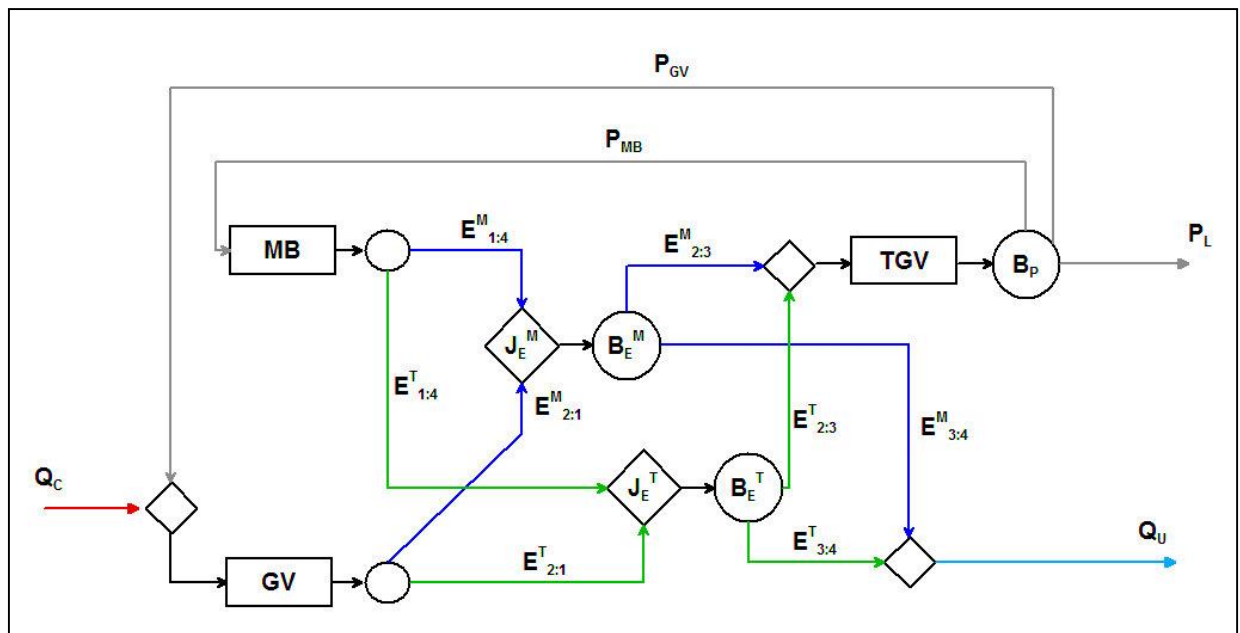 P_GV
P_MB
MB
E^M_1:4
E^M_2:3
TGV
B_P
P_L
J_E^M
B_E^M
E^T_1:4
E^M_2:1
E^T_2:3
E^M_3:4
Q_C
J_E^T
B_E^T
E^T_3:4
Q_U
GV
E^T_2:1